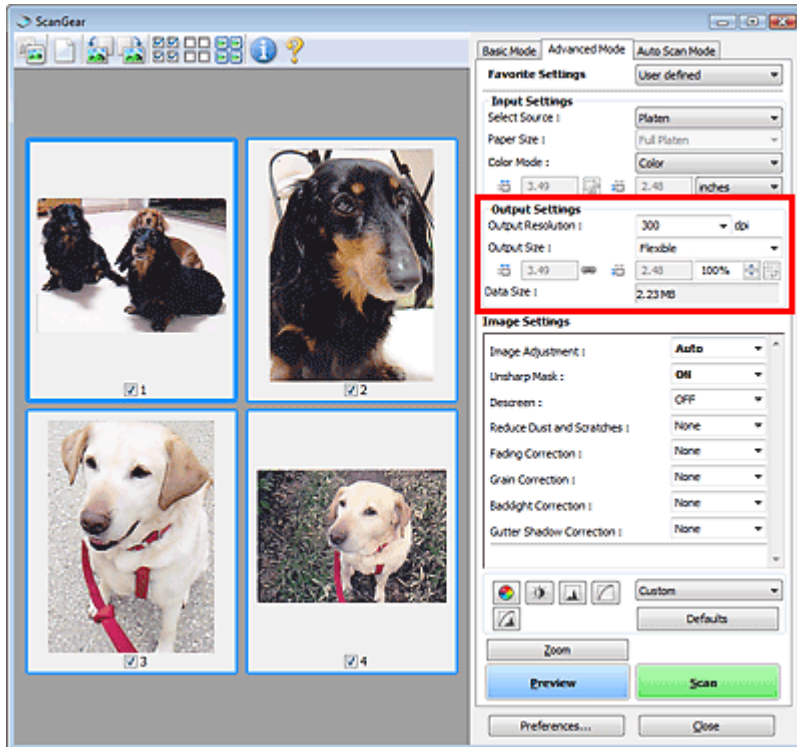 ScanGear
Basic Mode Advanced Mode Auto Scan Mode
Favorite Settings User defined
Input Settings
Select Source : Platen
Paper Size : Full Platen
Color Mode : Color
3.49 2.48 inches
Output Settings
Output Resolution : 300 dpi
Output Size : Flexible
3.49 2.48 100%
Data Size : 2.23 MB
Image Settings
Image Adjustment : Auto
Unsharp Mask : ON
Descreen : OFF
Reduce Dust and Scratches : None
Fading Correction : None
Grain Correction : None
Backlight Correction : None
Gutter Shadow Correction : None
Custom
Defaults
Zoom
Preview Scan
Preferences... Close
1 2
3 4